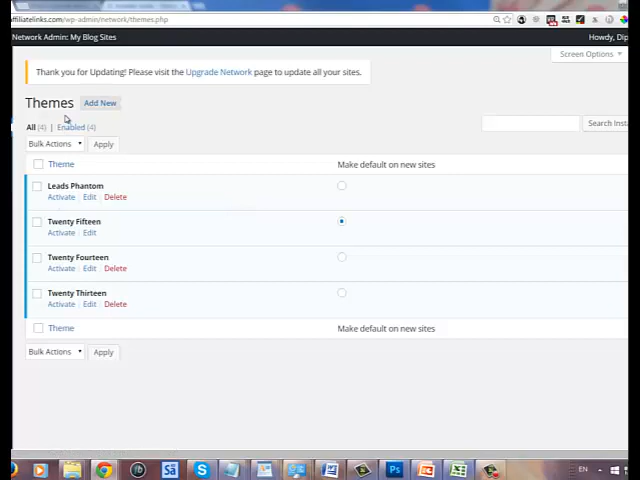 affiliatelinks.com/wp-admin/network/themes.php
Network Admin: My Blog Sites
Howdy, Dip
Screen Options
Thank you for Updating! Please visit the Upgrade Network page to update all your sites.
Themes Add New
All (4) | Enabled (4)
Search Insta
Bulk Actions Apply
Theme Make default on new sites
Leads Phantom
Activate | Edit | Delete
Twenty Fifteen
Activate | Edit
Twenty Fourteen
Activate | Edit | Delete
Twenty Thirteen
Activate | Edit | Delete
Theme Make default on new sites
Bulk Actions Apply
EN